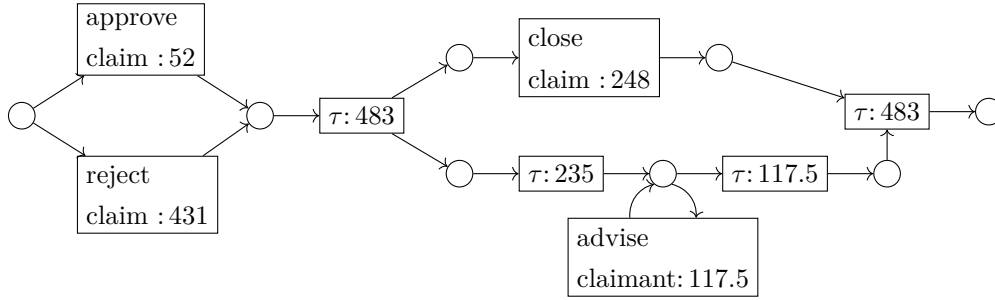 approve
claim : 52
reject
claim : 431
τ: 483
close
claim : 248
τ: 235
advise
claimant: 117.5
τ: 117.5
τ: 483